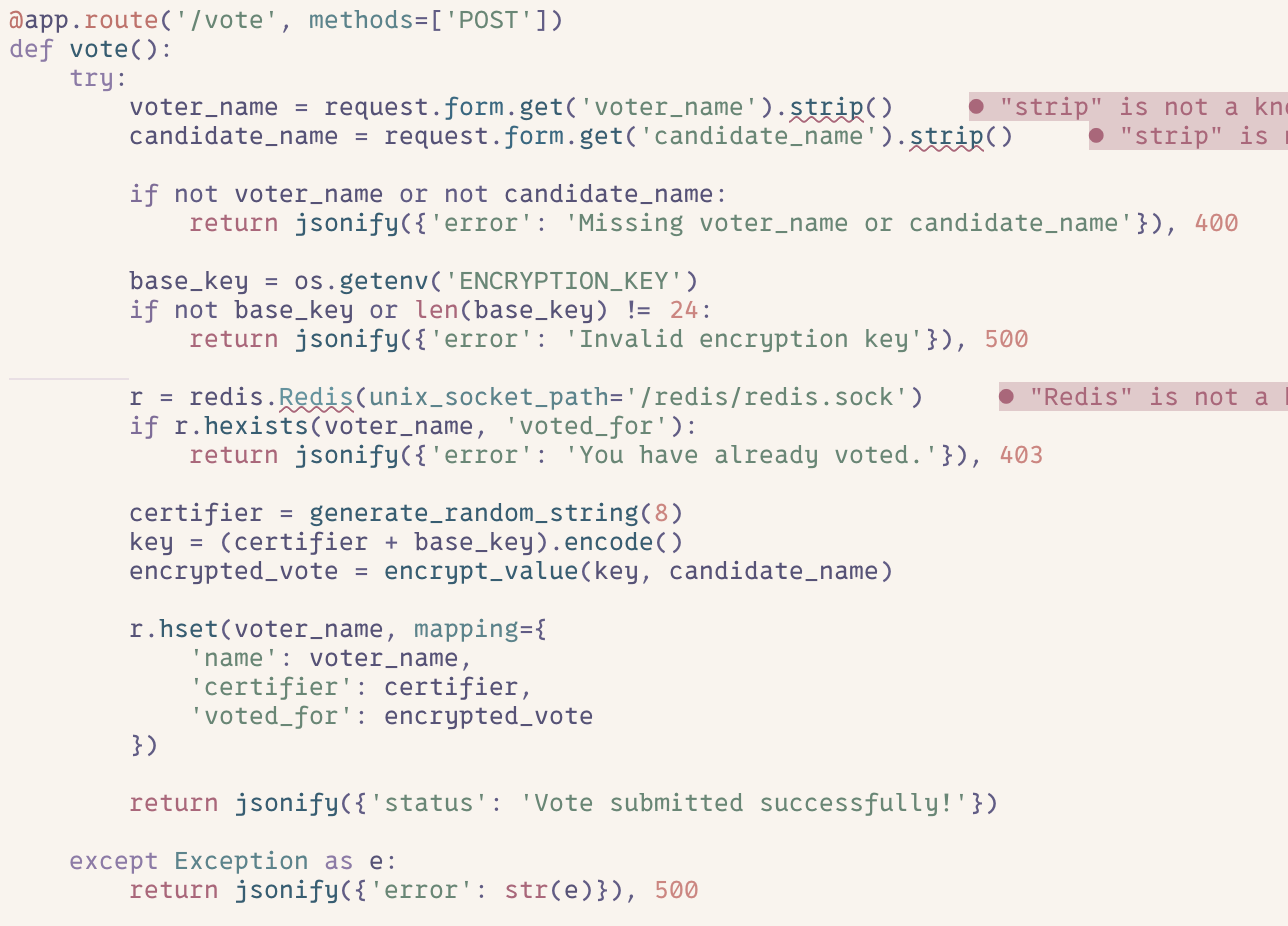 @app.route('/vote', methods=['POST'])
def vote():
    try:
        voter_name = request.form.get('voter_name').strip()     ● "strip" is not a kno
        candidate_name = request.form.get('candidate_name').strip()     ● "strip" is

        if not voter_name or not candidate_name:
            return jsonify({'error': 'Missing voter_name or candidate_name'}), 400

        base_key = os.getenv('ENCRYPTION_KEY')
        if not base_key or len(base_key) != 24:
            return jsonify({'error': 'Invalid encryption key'}), 500

        r = redis.Redis(unix_socket_path='/redis/redis.sock')     ● "Redis" is not a
        if r.hexists(voter_name, 'voted_for'):
            return jsonify({'error': 'You have already voted.'}), 403

        certifier = generate_random_string(8)
        key = (certifier + base_key).encode()
        encrypted_vote = encrypt_value(key, candidate_name)

        r.hset(voter_name, mapping={
            'name': voter_name,
            'certifier': certifier,
            'voted_for': encrypted_vote
        })

        return jsonify({'status': 'Vote submitted successfully!'})

    except Exception as e:
        return jsonify({'error': str(e)}), 500